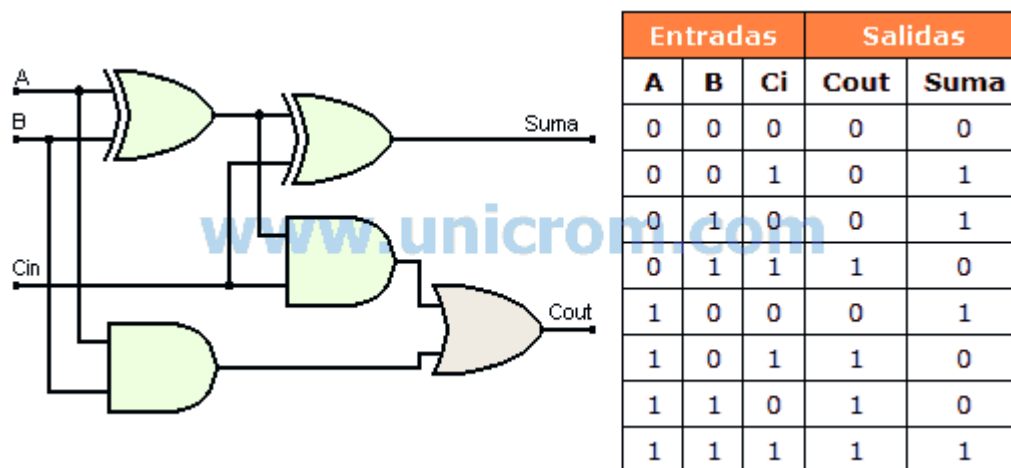 A
B
Suma
www.unicrom.com
Cin
Cout
Entradas Salidas
A B Ci Cout Suma
0 0 0 0 0
0 0 1 0 1
0 1 0 0 1
0 1 1 1 0
1 0 0 0 1
1 0 1 1 0
1 1 0 1 0
1 1 1 1 1